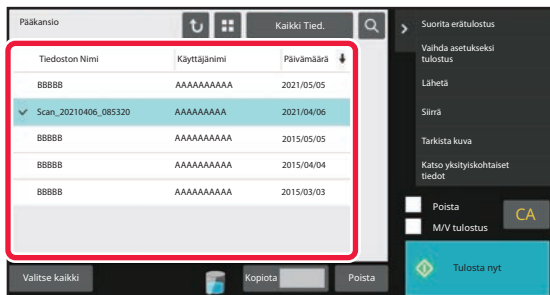 Pääkansio
Kaikki Tied.
Tiedoston Nimi Käyttäjänimi Päivämäärä
BBBBB AAAAAAAAAA 2021/05/05
Scan_20210406_085320 AAAAAAAAA 2021/04/06
BBBBB AAAAAAAAAA 2015/05/05
BBBBB AAAAAAAAAA 2015/04/04
BBBBB AAAAAAAAAA 2015/03/03
Valitse kaikki
Kopiota
Poista
Suorita erätulostus
Vaihda asetukseksi
tulostus
Lähetä
Siirrä
Tarkista kuva
Katso yksityiskohtaiset
tiedot
Poista
M/V tulostus
CA
Tulosta nyt